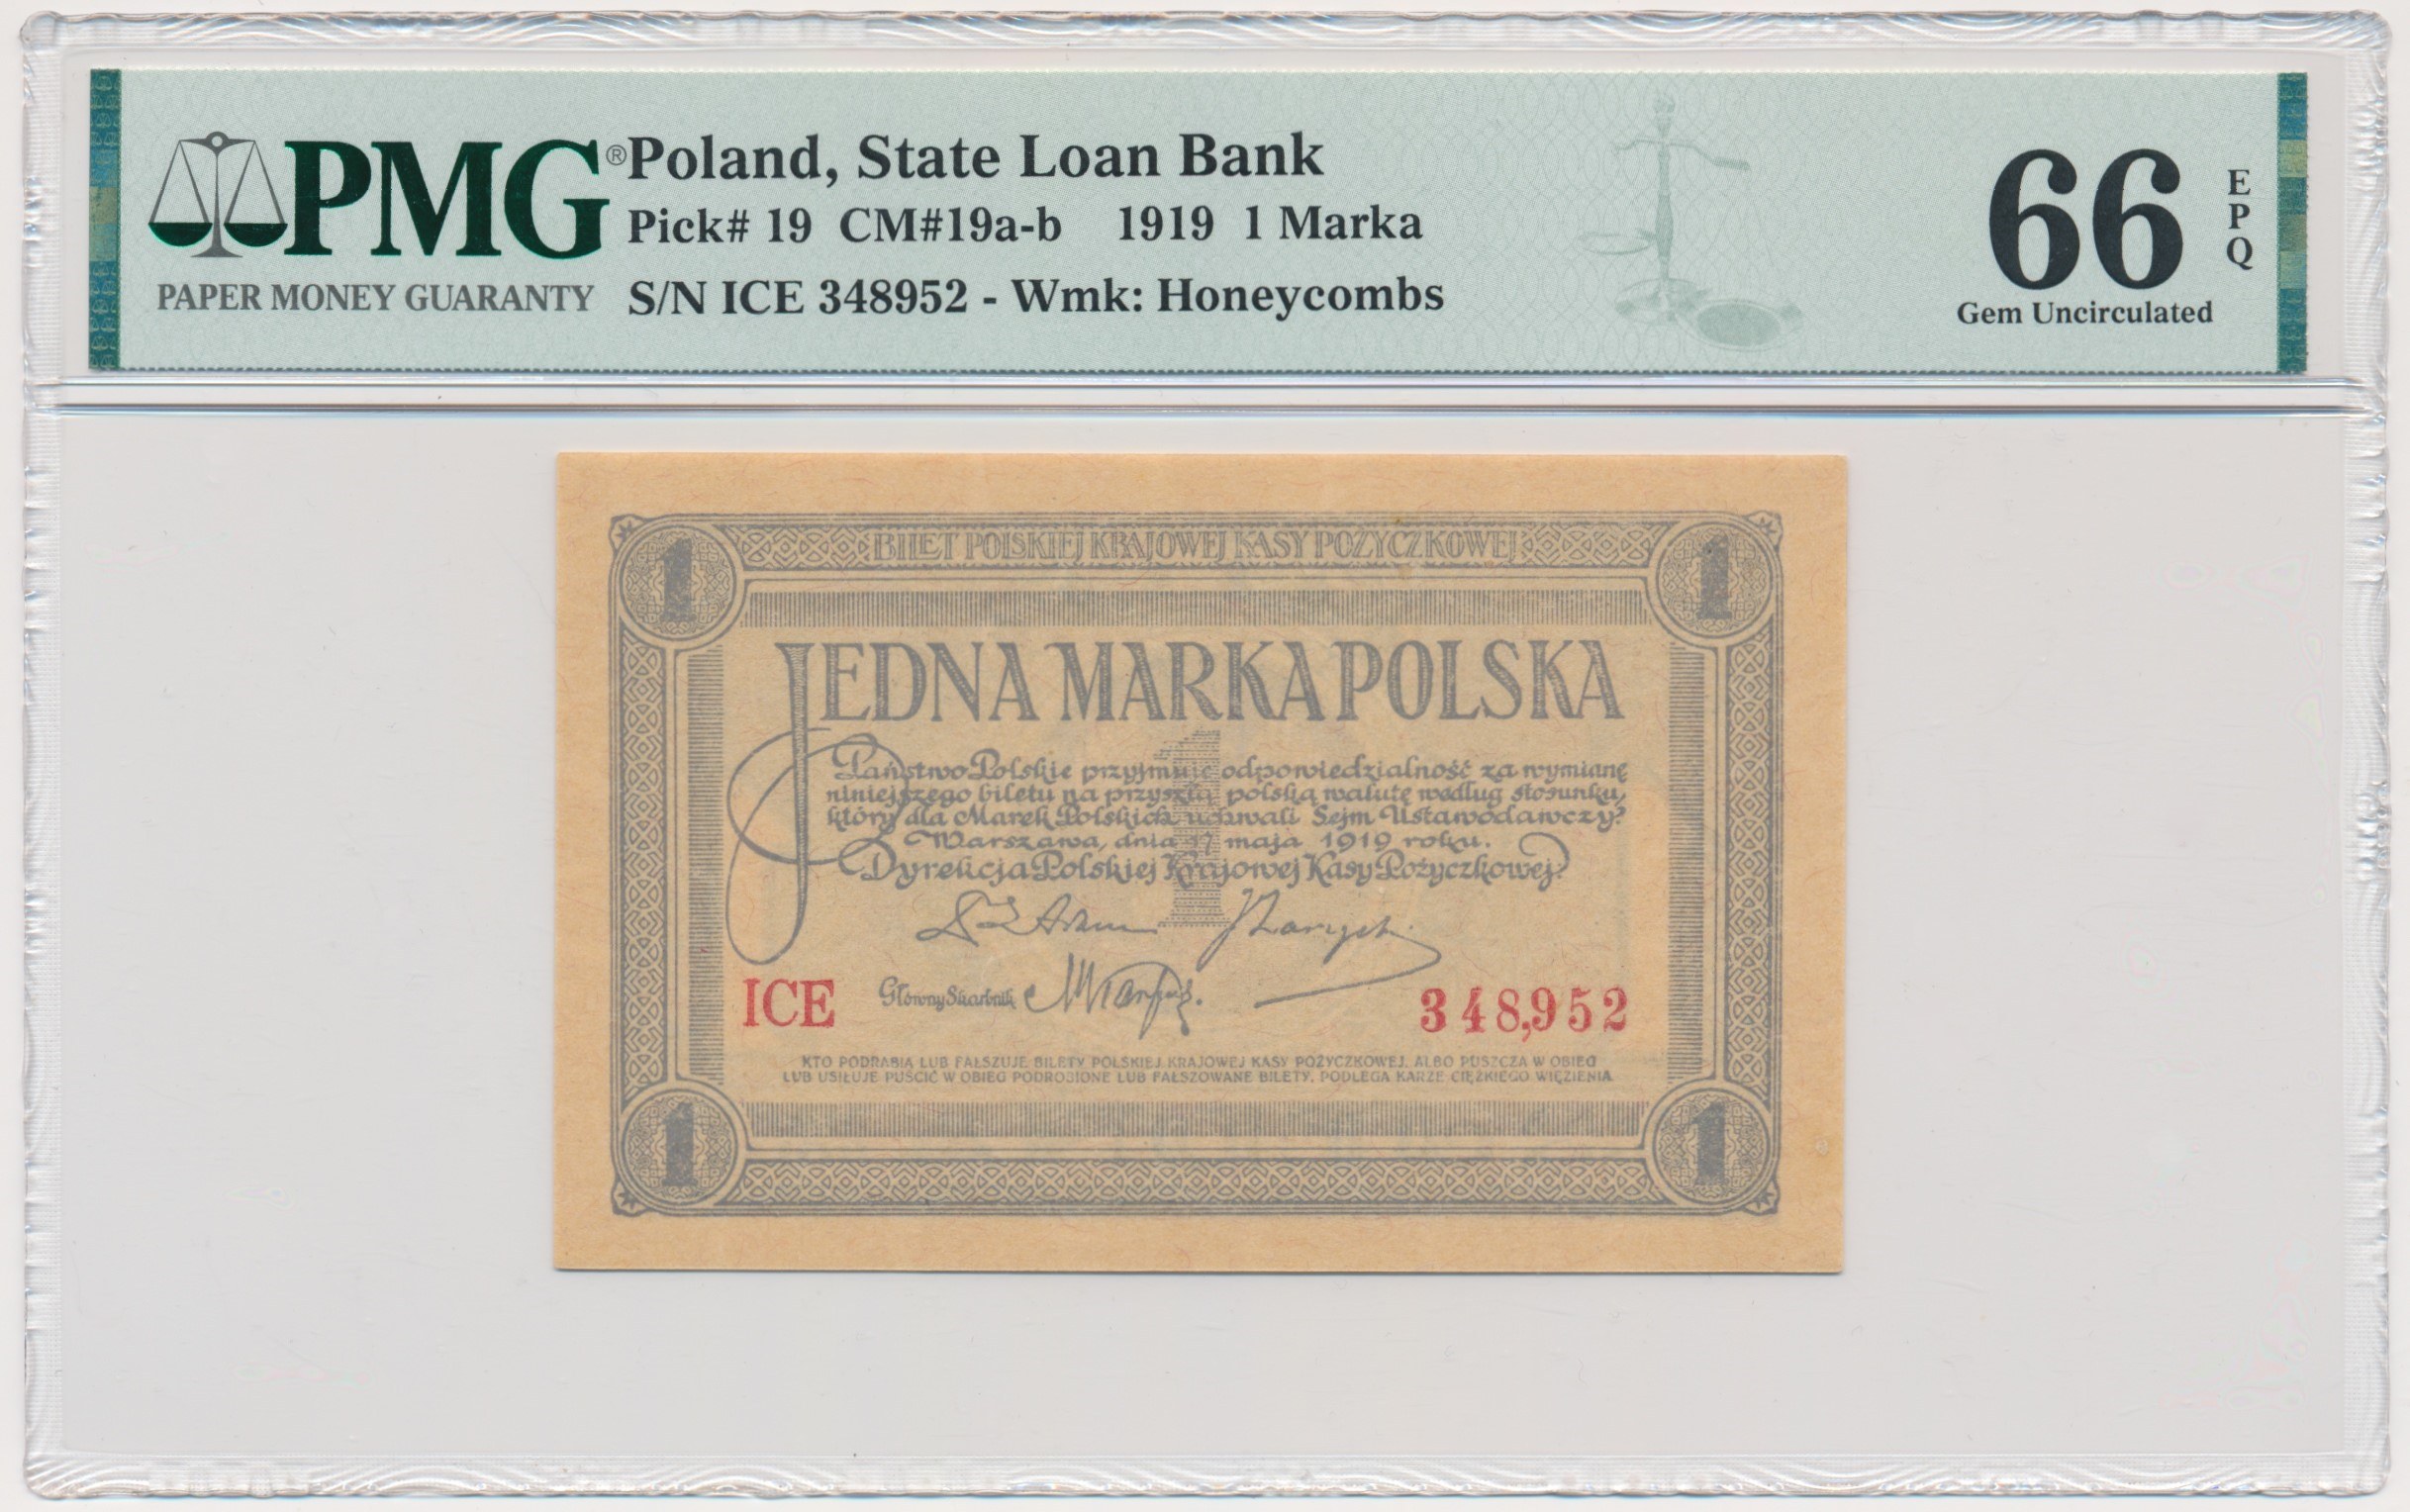 PMG®
PAPER MONEY GUARANTY
Poland, State Loan Bank
Pick# 19 CM#19a-b 1919 1 Marka
S/N ICE 348952 - Wmk: Honeycombs
66 EPQ
Gem Uncirculated
1 BILET POLSKIEJ KRAJOWEJ KASY POŻYCZKOWEJ 1
JEDNA MARKA POLSKA
1
Państwo Polskie przyjmuje odpowiedzialność za wymianę
niniejszego biletu na przyszłą polską walutę według stosunku,
który dla Marek Polskich uchwali Sejm Ustawodawczy.
Warszawa, dnia 17 maja 1919 roku.
Dyrekcja Polskiej Krajowej Kasy Pożyczkowej.
ICE Główny Skarbnik 348,952
KTO PODRABIA LUB FAŁSZUJE BILETY POLSKIEJ KRAJOWEJ KASY POŻYCZKOWEJ, ALBO PUSZCZA W OBIEG
LUB USIŁUJE PUŚCIĆ W OBIEG PODROBIONE LUB FAŁSZOWANE BILETY, PODLEGA KARZE CIĘŻKIEGO WIĘZIENIA
1 1